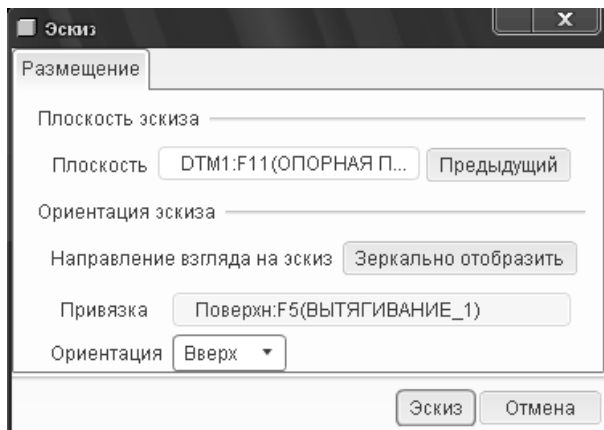 Эскиз
x
Размещение
Плоскость эскиза
Плоскость DTM1:F11(ОПОРНАЯ П... Предыдущий
Ориентация эскиза
Направление взгляда на эскиз Зеркально отобразить
Привязка Поверхн:F5(ВЫТЯГИВАНИЕ_1)
Ориентация Вверх
Эскиз Отмена